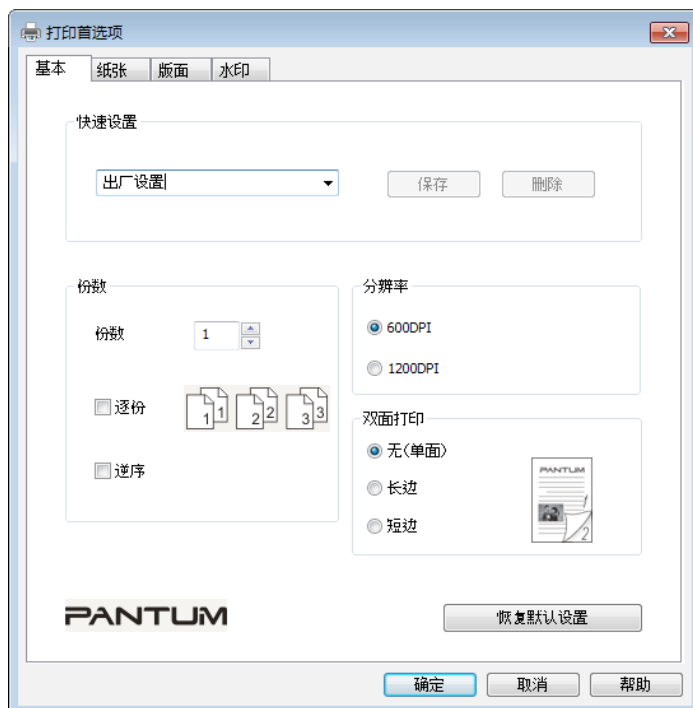 打印首选项
基本 纸张 版面 水印
快速设置
出厂设置
保存 删除
份数
份数 1
逐份
1 1 2 2 3 3
逆序
分辨率
600DPI
1200DPI
双面打印
无(单面)
长边
短边
PANTUM
1
2
PANTUM
恢复默认设置
确定 取消 帮助